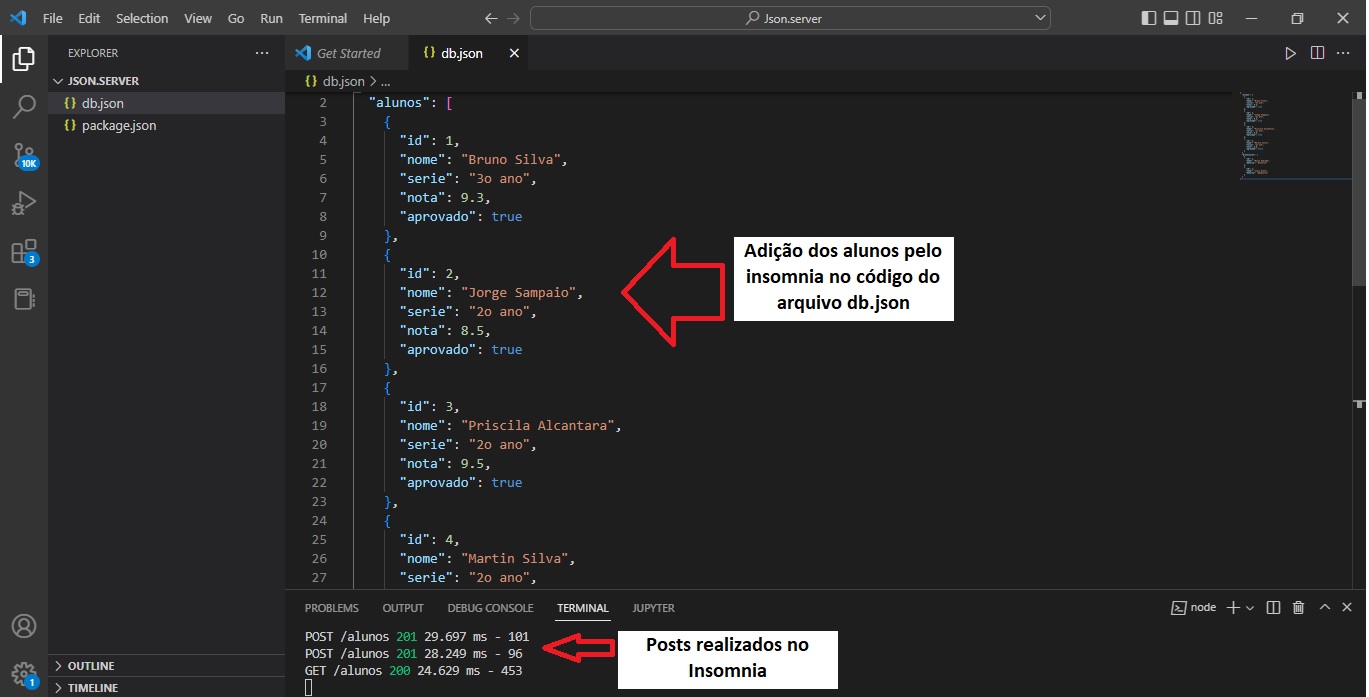 File Edit Selection View Go Run Terminal Help
Json.server
EXPLORER
JSON.SERVER
db.json
package.json
10K
3
OUTLINE
TIMELINE
1
Get Started
{} db.json
{} db.json > ...
2 "alunos": [
3 {
4 "id": 1,
5 "nome": "Bruno Silva",
6 "serie": "3o ano",
7 "nota": 9.3,
8 "aprovado": true
9 },
10 {
11 "id": 2,
12 "nome": "Jorge Sampaio",
13 "serie": "2o ano",
14 "nota": 8.5,
15 "aprovado": true
16 },
17 {
18 "id": 3,
19 "nome": "Priscila Alcantara",
20 "serie": "2o ano",
21 "nota": 9.5,
22 "aprovado": true
23 },
24 {
25 "id": 4,
26 "nome": "Martin Silva",
27 "serie": "2o ano",
Adição dos alunos pelo
insomnia no código do
arquivo db.json
PROBLEMS OUTPUT DEBUG CONSOLE TERMINAL JUPYTER
node
POST /alunos 201 29.697 ms - 101
POST /alunos 201 28.249 ms - 96
GET /alunos 200 24.629 ms - 453
Posts realizados no
Insomnia